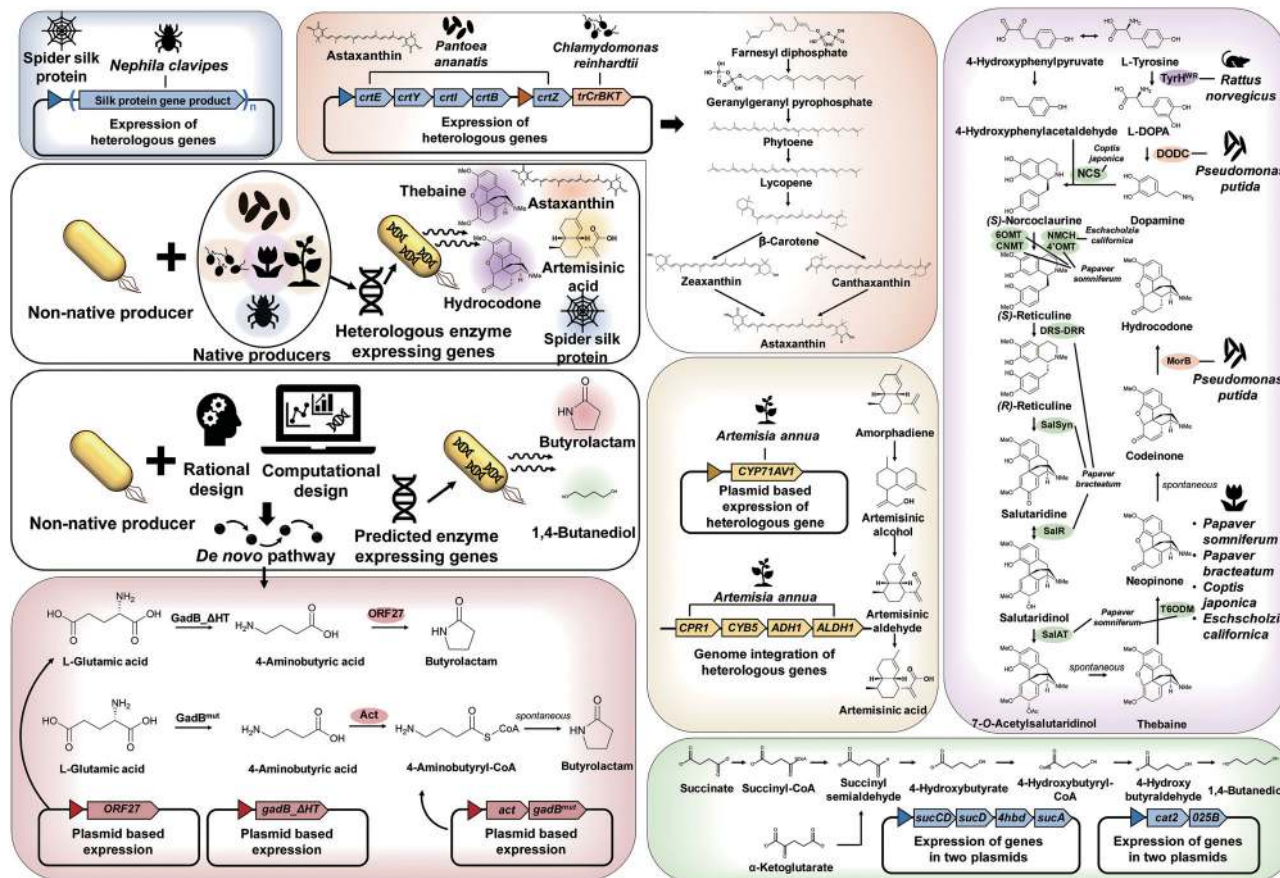 Spider silk
protein
Nephila clavipes
Silk protein gene product
n
Expression of
heterologous genes
Astaxanthin
Pantoea
ananatis
Chlamydomonas
reinhardtii
crtE
crtY
crtI
crtB
crtZ
trCrBKT
Expression of
heterologous genes
Farnesyl diphosphate
Geranylgeranyl pyrophosphate
Phytoene
Lycopene
β-Carotene
Zeaxanthin
Canthaxanthin
Astaxanthin
Non-native producer
Native producers
Heterologous enzyme
expressing genes
Thebaine
Astaxanthin
Hydrocodone
Artemisinic
acid
Spider silk
protein
Non-native producer
Rational
design
Computational
design
De novo pathway
Predicted enzyme
expressing genes
Butyrolactam
1,4-Butanediol
L-Glutamic acid
GadB_ΔHT
4-Aminobutyric acid
ORF27
Butyrolactam
L-Glutamic acid
GadBmut
4-Aminobutyric acid
Act
4-Aminobutyryl-CoA
spontaneous
Butyrolactam
ORF27
Plasmid based
expression
gadB_ΔHT
Plasmid based
expression
act
gadBmut
Plasmid based
expression
Artemisia annua
CYP71AV1
Plasmid based
expression of
heterologous gene
Artemisia annua
CPR1
CYB5
ADH1
ALDH1
Genome integration of
heterologous genes
Amorphadiene
Artemisinic
alcohol
Artemisinic
aldehyde
Artemisinic acid
4-Hydroxyphenylpyruvate
L-Tyrosine
TyrHWR
Rattus
norvegicus
4-Hydroxyphenylacetaldehyde
L-DOPA
Coptis
japonica
NCS
DODC
Pseudomonas
putida
(S)-Norcoclaurine
Dopamine
6OMT
CNMT
NMCH,
4'OMT
Eschscholzia
californica
Papaver
somniferum
(S)-Reticuline
Hydrocodone
DRS-DRR
MorB
Pseudomonas
putida
(R)-Reticuline
SalSyn
Codeinone
Papaver
bracteatum
Salutaridine
spontaneous
SalR
Neopinone
• Papaver
somniferum
• Papaver
bracteatum
• Coptis
japonica
• Eschscholzia
californica
Salutaridinol
Papaver
somniferum
T6ODM
SalAT
spontaneous
7-O-Acetylsalutaridinol
Thebaine
Succinate
Succinyl-CoA
Succinyl
semialdehyde
4-Hydroxybutyrate
4-Hydroxybutyryl-
CoA
4-Hydroxy
butyraldehyde
1,4-Butanediol
α-Ketoglutarate
sucCD
sucD
4hbd
sucA
Expression of genes
in two plasmids
cat2
025B
Expression of genes
in two plasmids